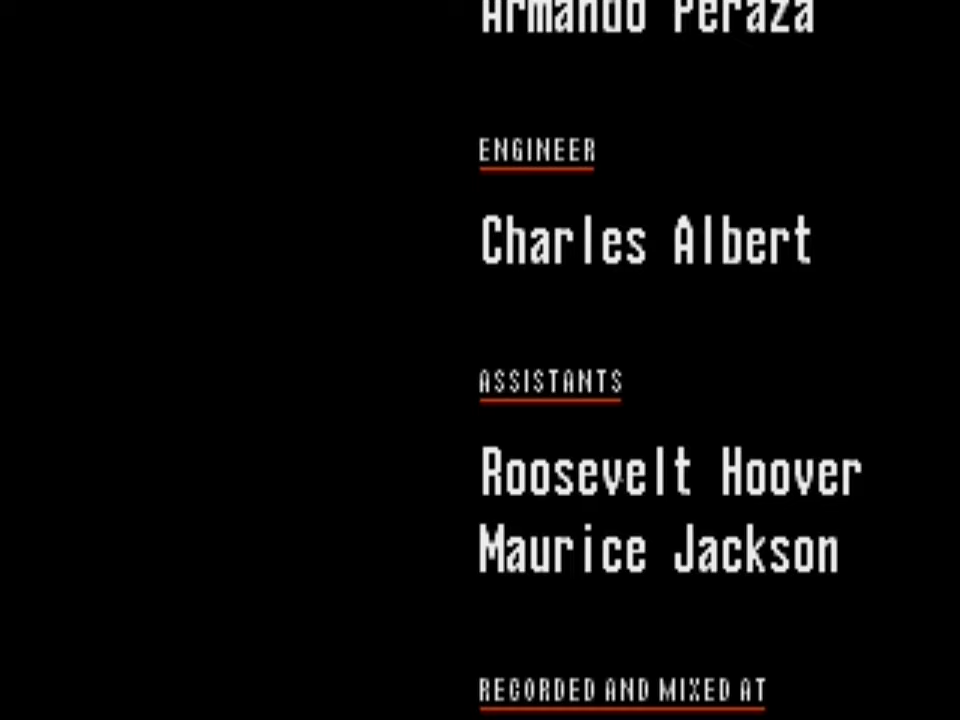 Armando Peraza
ENGINEER
Charles Albert
ASSISTANTS
Roosevelt Hoover
Maurice Jackson
RECORDED AND MIXED AT